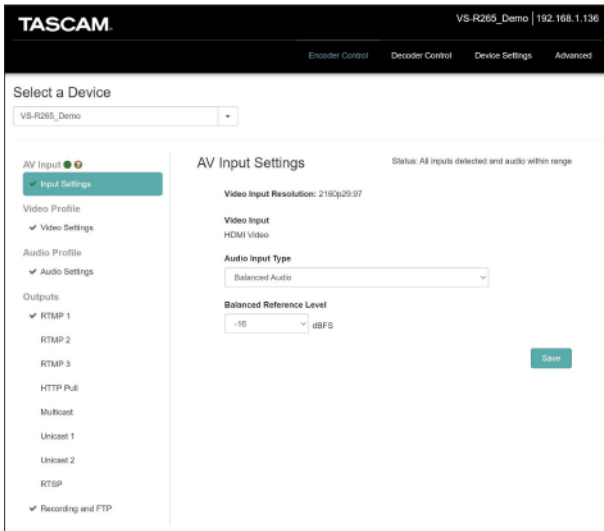 TASCAM.
VS-R265_Demo | 192.168.1.136
Encoder Control Decoder Control Device Settings Advanced
Select a Device
VS-R265_Demo
AV Input
Input Settings
Video Profile
Video Settings
Audio Profile
Audio Settings
Outputs
RTMP 1
RTMP 2
RTMP 3
HTTP Pull
Multicast
Unicast 1
Unicast 2
RTSP
Recording and FTP
AV Input Settings
Status: All inputs detected and audio within range
Video Input Resolution: 2160p29.97
Video Input
HDMI Video
Audio Input Type
Balanced Audio
Balanced Reference Level
-16 dBFS
Save